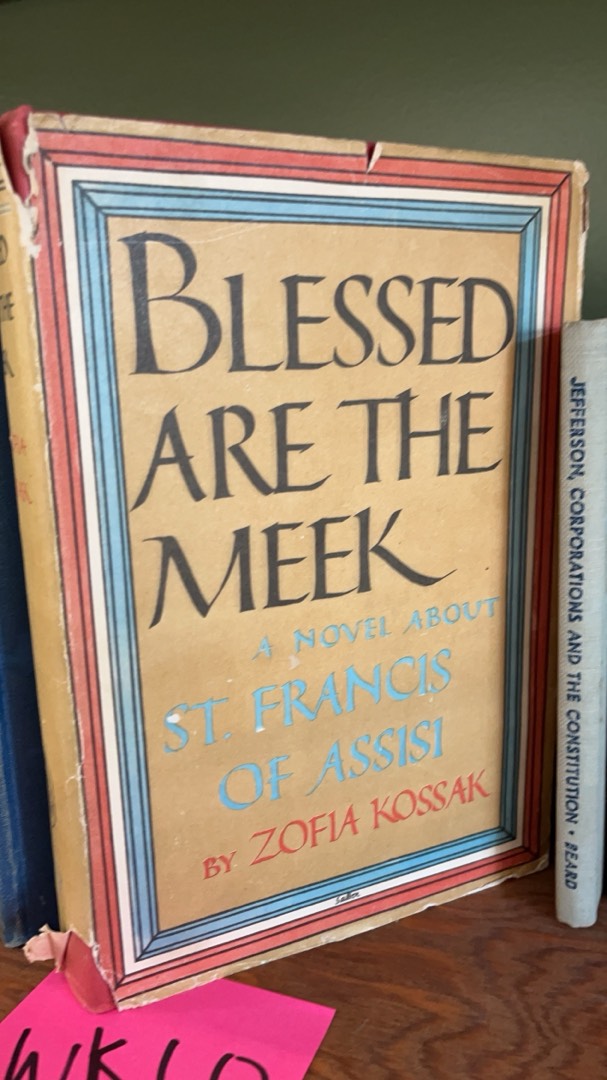 BLESSED
ARE THE
MEEK
A NOVEL ABOUT
ST. FRANCIS
OF ASSISI
BY ZOFIA KOSSAK
JEFFERSON, CORPORATIONS AND THE CONSTITUTION • BEARD